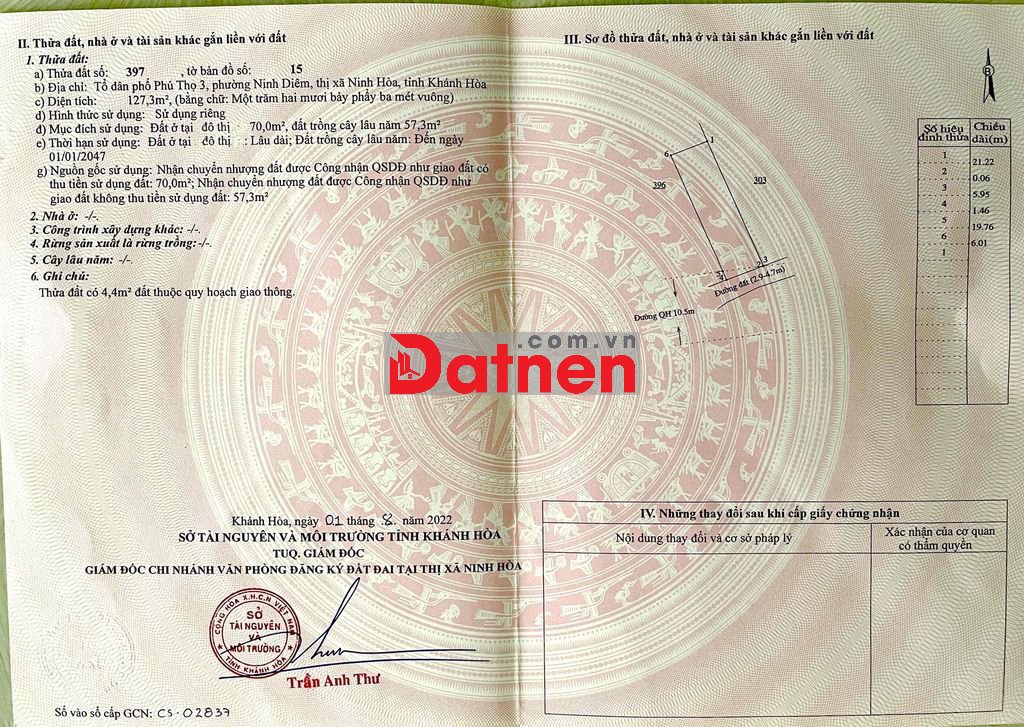 II. Thửa đất, nhà ở và tài sản khác gắn liền với đất
1. Thửa đất:
a) Thửa đất số: 397 , tờ bản đồ số: 15
b) Địa chỉ: Tổ dân phố Phú Thọ 3, phường Ninh Diêm, thị xã Ninh Hòa, tỉnh Khánh Hòa
c) Diện tích: 127,3m², (bằng chữ: Một trăm hai mươi bảy phẩy ba mét vuông)
d) Hình thức sử dụng: Sử dụng riêng
đ) Mục đích sử dụng: Đất ở tại đô thị 70,0m², đất trồng cây lâu năm 57,3m²
e) Thời hạn sử dụng: Đất ở tại đô thị : Lâu dài; Đất trồng cây lâu năm: Đến ngày
01/01/2047
g) Nguồn gốc sử dụng: Nhận chuyển nhượng đất được Công nhận QSDĐ như giao đất có
thu tiền sử dụng đất: 70,0m²; Nhận chuyển nhượng đất được Công nhận QSDĐ như
giao đất không thu tiền sử dụng đất: 57,3m²
2. Nhà ở: -/-.
3. Công trình xây dựng khác: -/-.
4. Rừng sản xuất là rừng trồng: -/-.
5. Cây lâu năm: -/-.
6. Ghi chú:
Thửa đất có 4,4m² đất thuộc quy hoạch giao thông.
Khánh Hòa, ngày 01 tháng 8 năm 2022
SỞ TÀI NGUYÊN VÀ MÔI TRƯỜNG TỈNH KHÁNH HÒA
TUQ. GIÁM ĐỐC
GIÁM ĐỐC CHI NHÁNH VĂN PHÒNG ĐĂNG KÝ ĐẤT ĐAI TẠI THỊ XÃ NINH HÒA
CỘNG HÒA X.H.C.N VIỆT NAM
SỞ
TÀI NGUYÊN
VÀ
MÔI TRƯỜNG
TỈNH KHÁNH HÒA
Trần Anh Thư
Số vào sổ cấp GCN: CS-02837
III. Sơ đồ thửa đất, nhà ở và tài sản khác gắn liền với đất
B
1
6
396
303
2
3
5
4
Đường đất (2.9-4.7m)
Đường QH 10.5m
Số hiệu đỉnh thửa Chiều dài(m)
1
21.22
2
0.06
3
5.95
4
1.46
5
19.76
6
6.01
1
Datnen .com.vn
IV. Những thay đổi sau khi cấp giấy chứng nhận
Nội dung thay đổi và cơ sở pháp lý
Xác nhận của cơ quan
có thẩm quyền